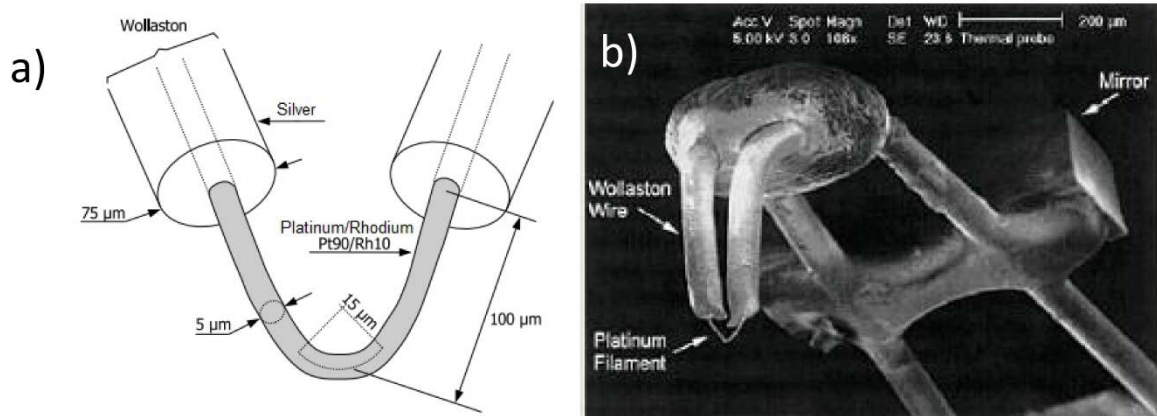 a)
Wollaston
Silver
75 µm
Platinum/Rhodium
Pt90/Rh10
15 µm
5 µm
100 µm
b)
Acc V Spot Magn Det WD 200 µm
5.00 kV 3.0 106x SE 23.5 Thermal probe
Mirror
Wollaston
Wire
Platinum
Filament